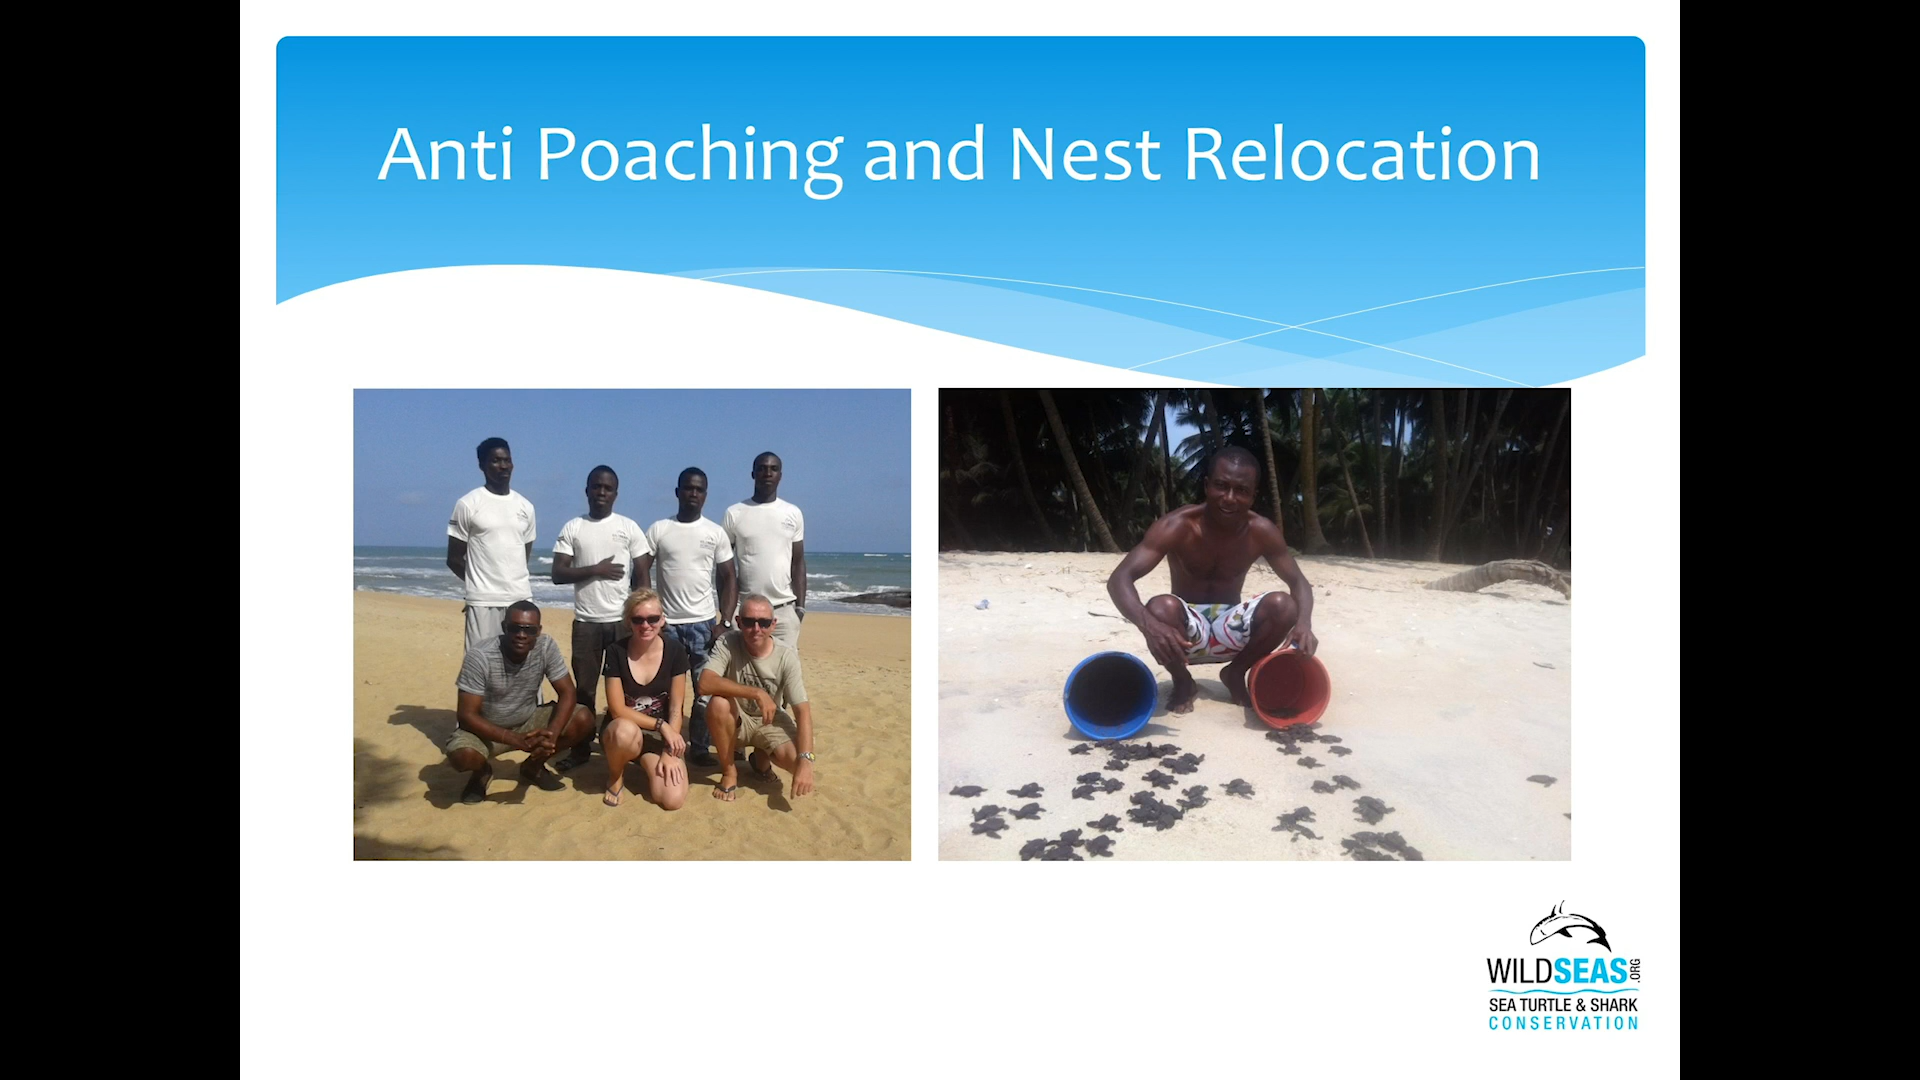 Anti Poaching and Nest Relocation
WILDSEAS.ORG
SEA TURTLE & SHARK
CONSERVATION